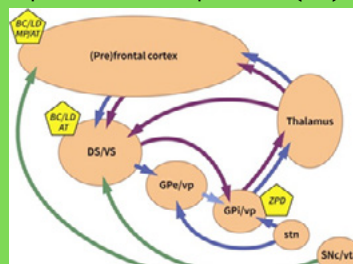 BC/LD
MP/AT
(Pre)frontal cortex
BC/LD
AT
Thalamus
DS/VS
GPe/vp
GPi/vp
ZPD
stn
SNc/vt